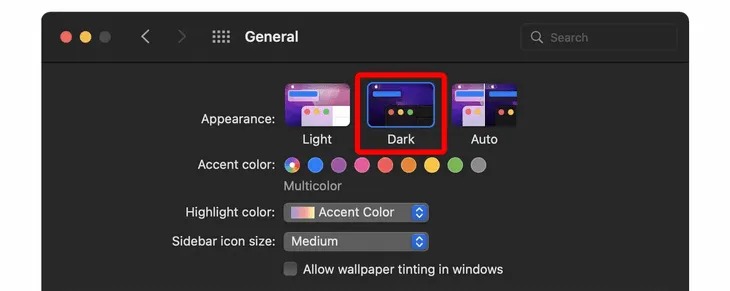 General
Search
Appearance:
Light
Dark
Auto
Accent color:
Multicolor
Highlight color:
Accent Color
Sidebar icon size:
Medium
Allow wallpaper tinting in windows